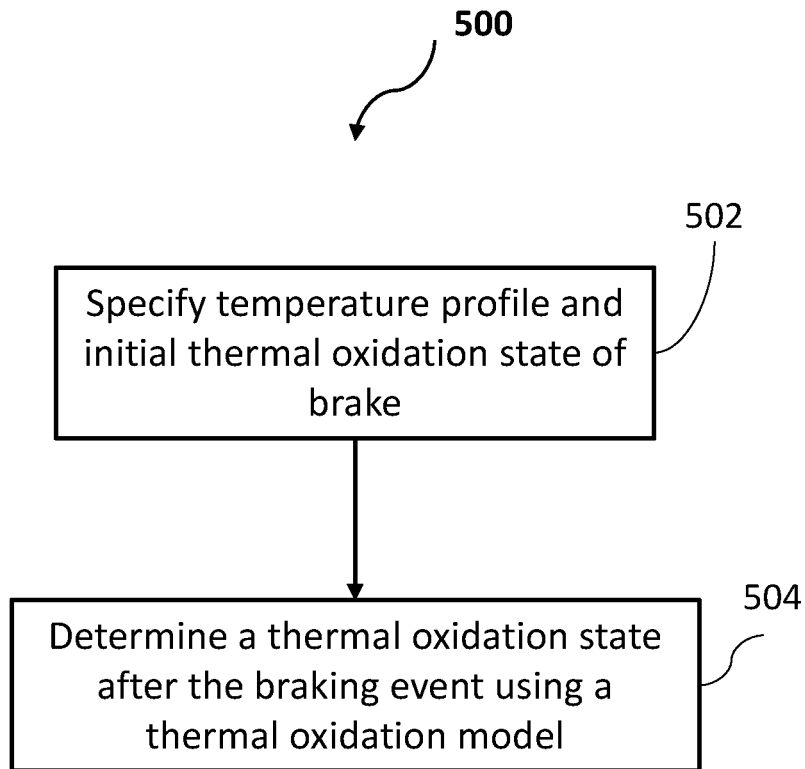 500
502
Specify temperature profile and
initial thermal oxidation state of
brake
504
Determine a thermal oxidation state
after the braking event using a
thermal oxidation model